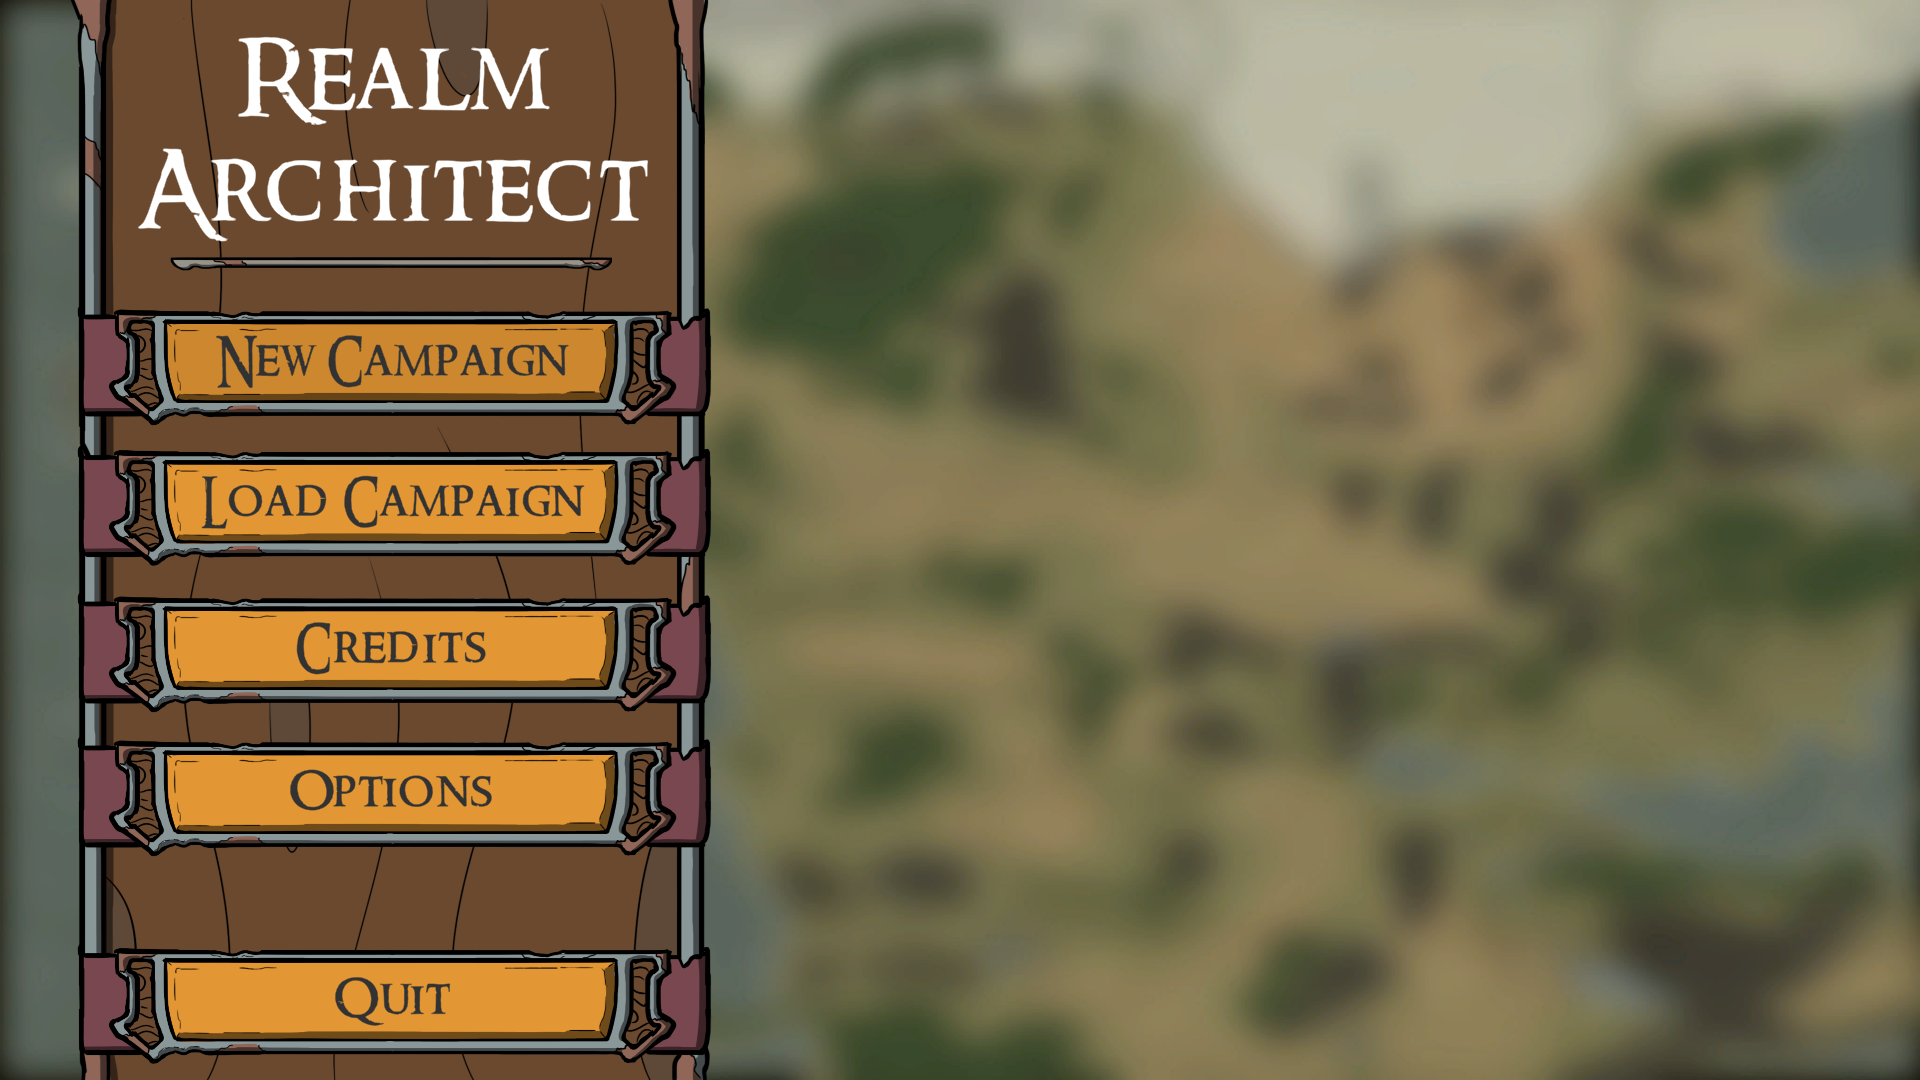 Realm
Architect
New Campaign
Load Campaign
Credits
Options
Quit